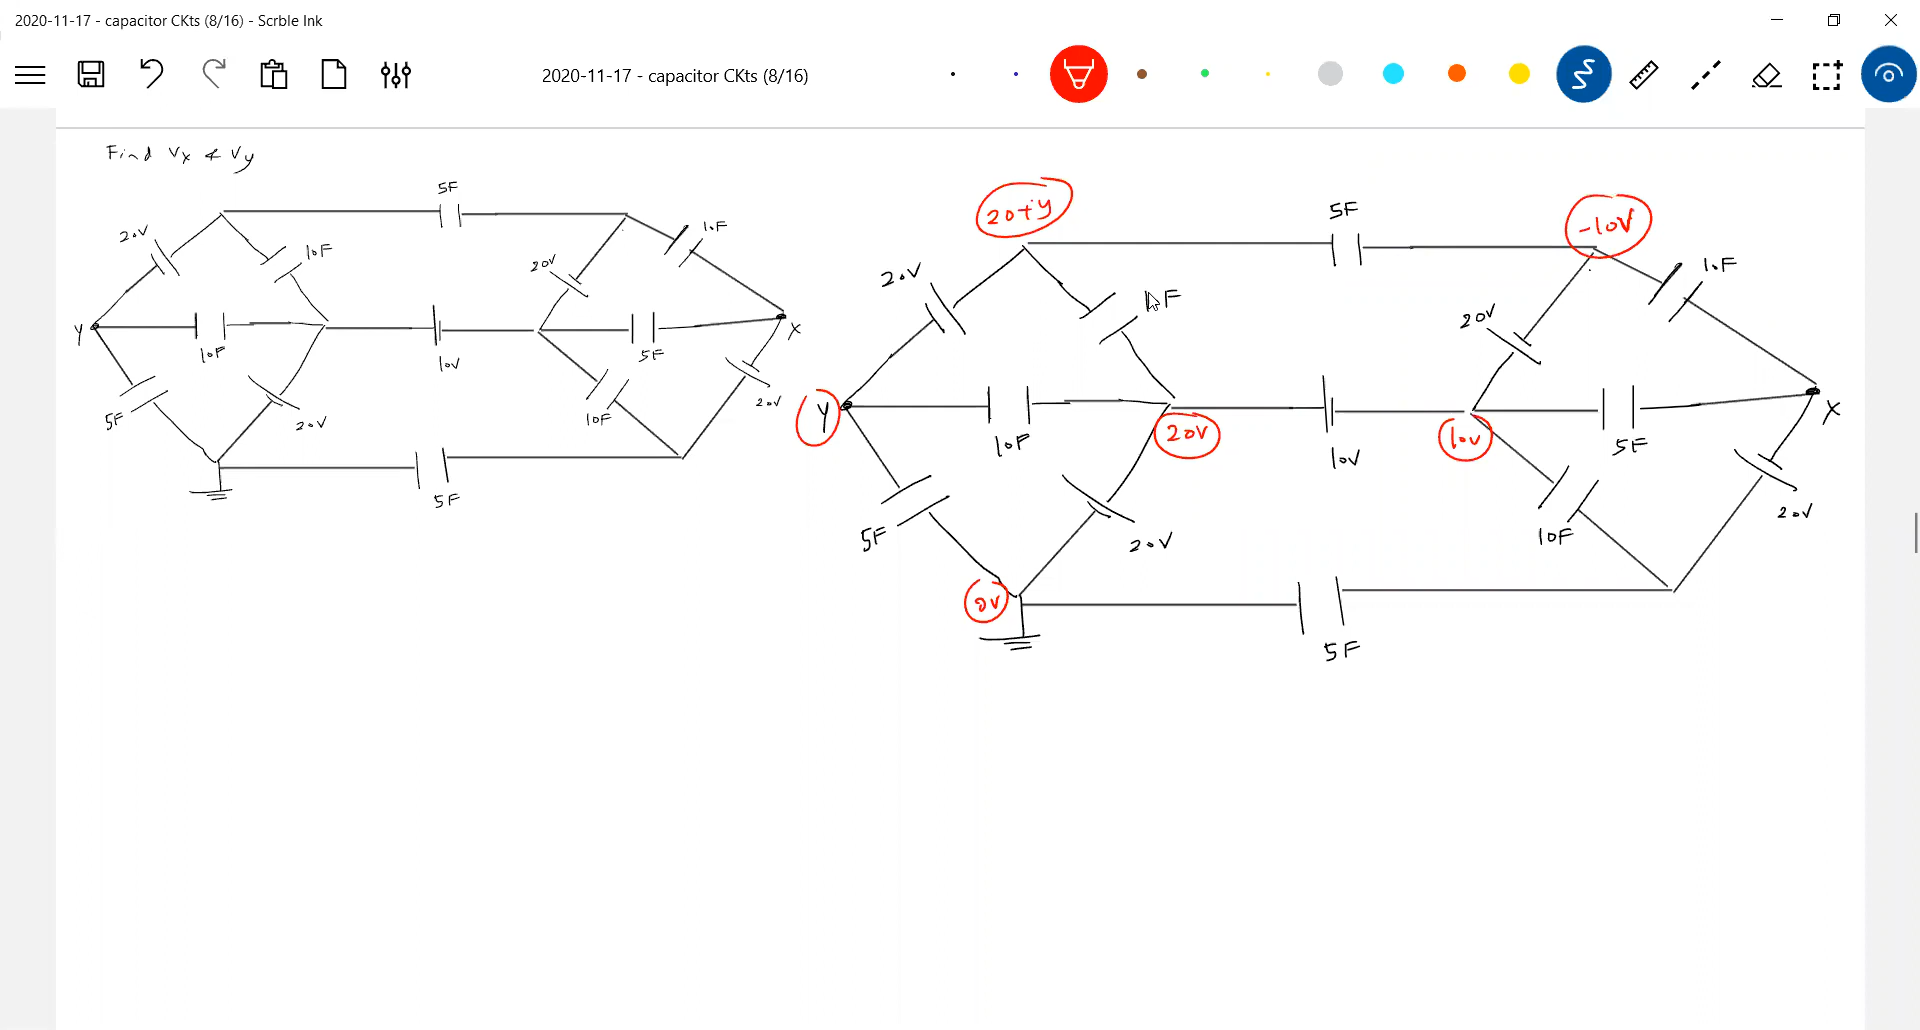 2020-11-17 - capacitor CKts (8/16) - Scrble Ink
2020-11-17 - capacitor CKts (8/16)
Find Vx & Vy
5F
20V
10F
20V
10F
Y
10F
10V
5F
X
5F
20V
10F
20V
5F
20+y
5F
-10V
20V
F
20V
10F
Y
10F
20V
10V
10V
5F
X
5F
20V
10F
20V
0V
5F